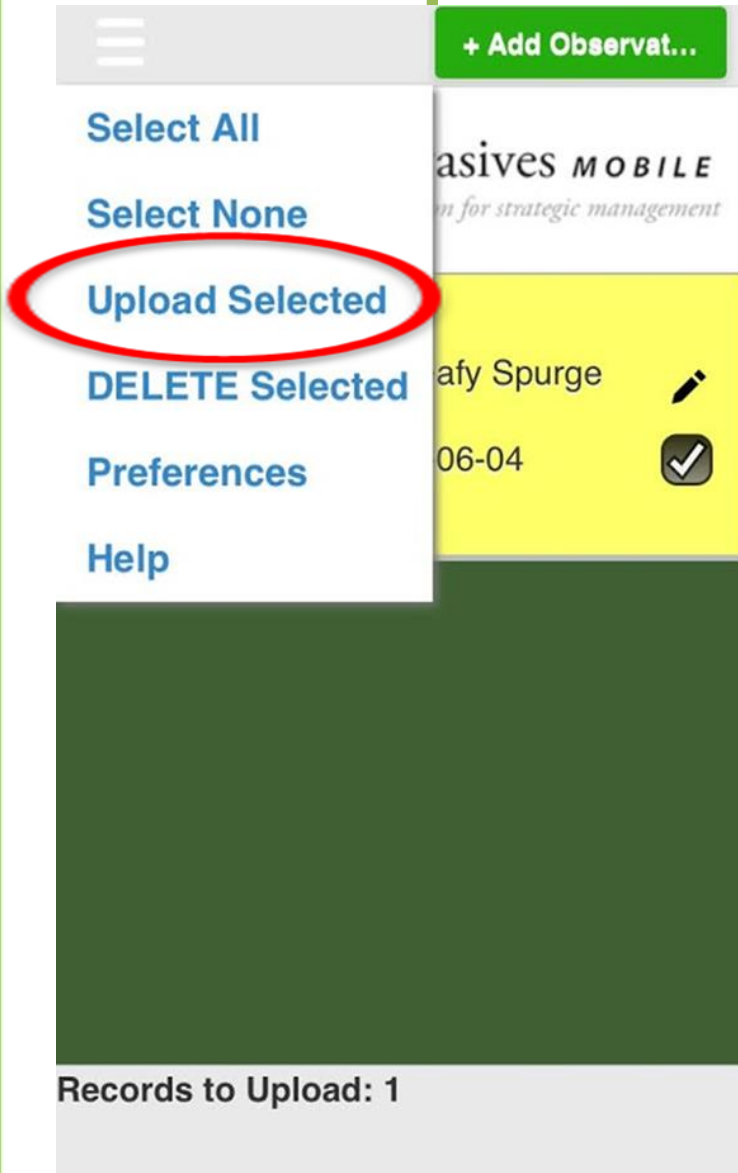 + Add Observat...
Select All
Select None
Upload Selected
DELETE Selected
Preferences
Help
asives MOBILE
n for strategic management
afy Spurge
06-04
Records to Upload: 1